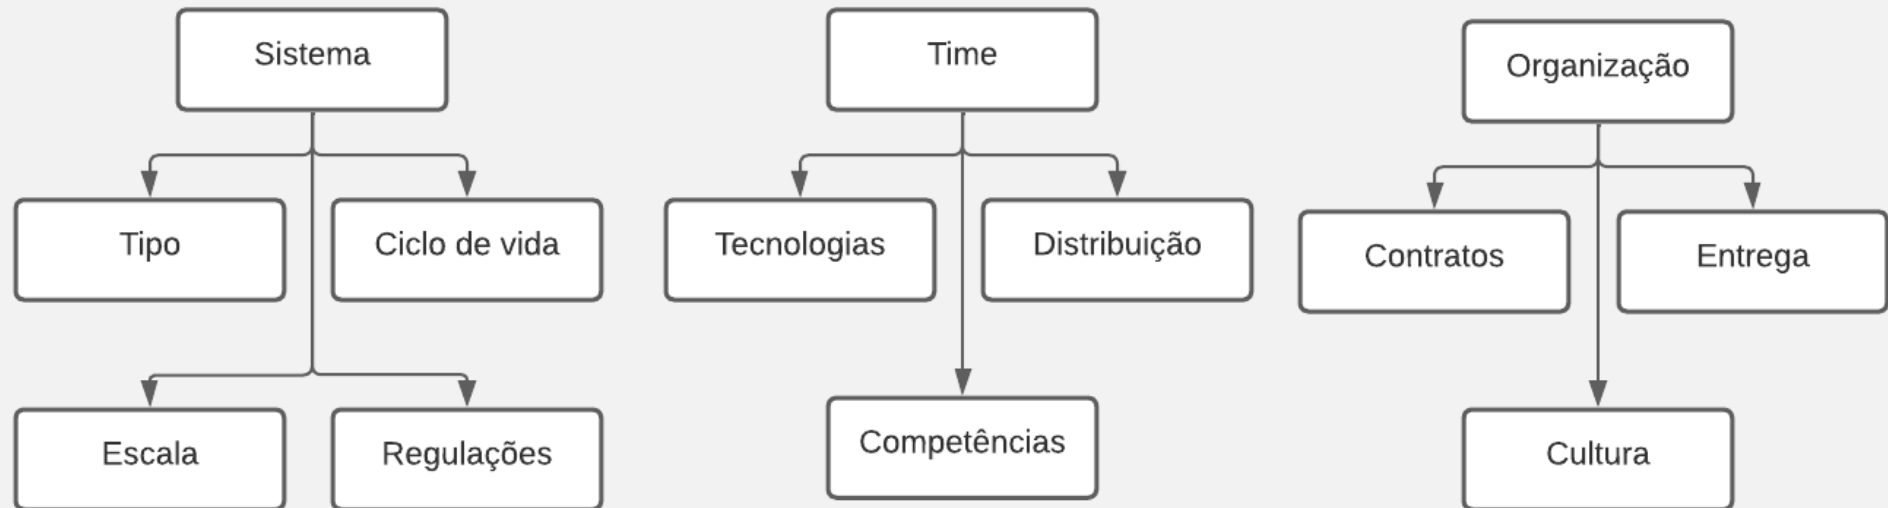 Sistema
Tipo
Ciclo de vida
Escala
Regulações
Time
Tecnologias
Distribuição
Competências
Organização
Contratos
Entrega
Cultura